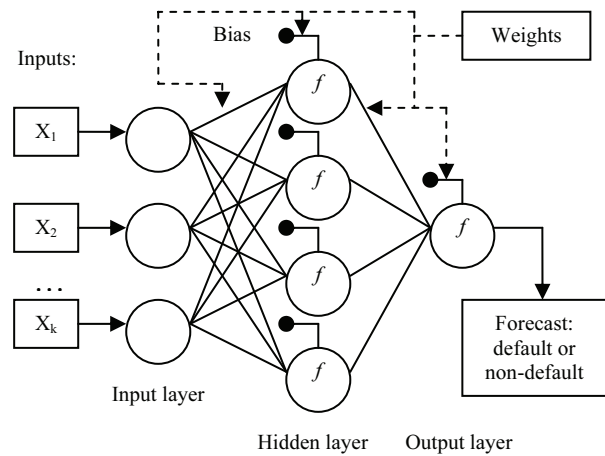 Bias
Weights
Inputs:
f
X1
f
X2
f
f
...
Xk
Forecast:
default or
non-default
f
Input layer
Hidden layer
Output layer